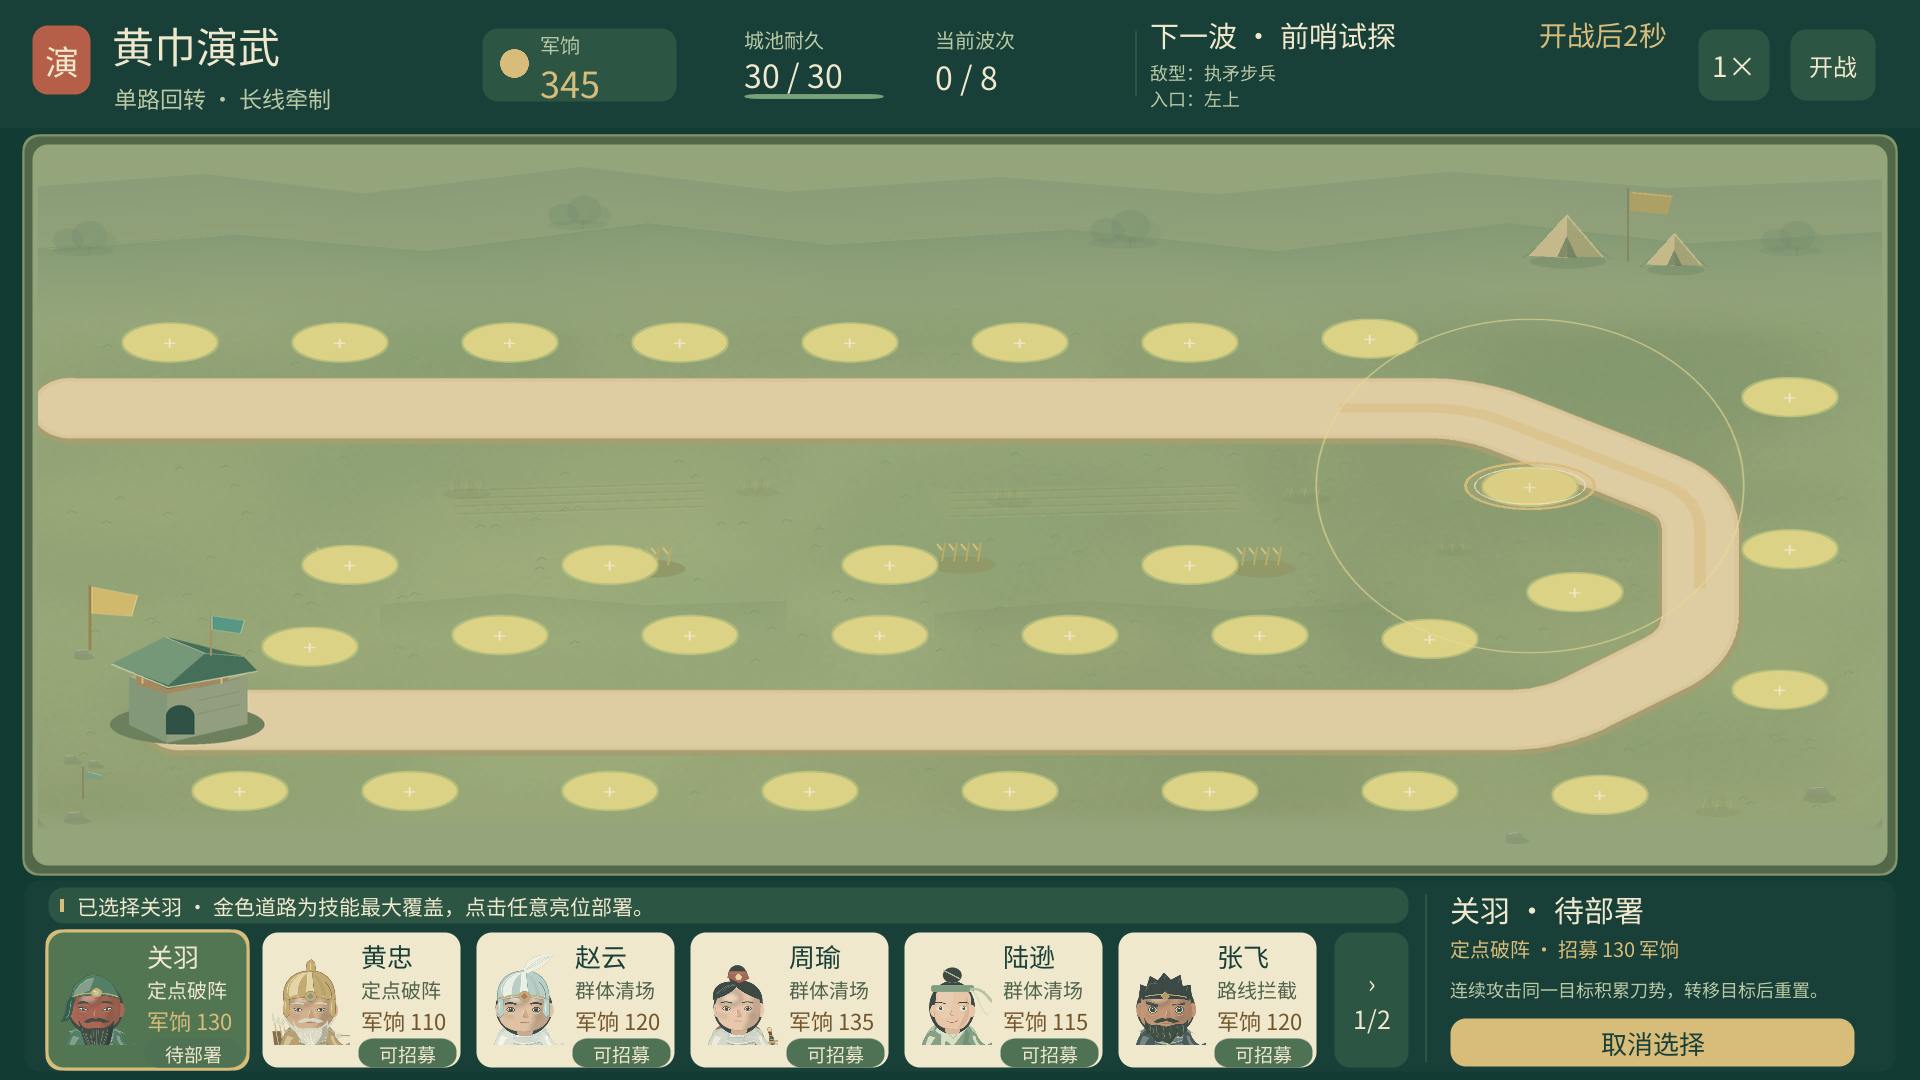 演
黄巾演武
单路回转 · 长线牵制
军饷
345
城池耐久
30 / 30
当前波次
0 / 8
下一波 · 前哨试探
敌型：执矛步兵
入口：左上
开战后2秒
1×
开战
已选择关羽 · 金色道路为技能最大覆盖，点击任意亮位部署。
关羽
定点破阵
军饷 130
待部署
黄忠
定点破阵
军饷 110
可招募
赵云
群体清场
军饷 120
可招募
周瑜
群体清场
军饷 135
可招募
陆逊
群体清场
军饷 115
可招募
张飞
路线拦截
军饷 120
可招募
›
1/2
关羽 · 待部署
定点破阵 · 招募 130 军饷
连续攻击同一目标积累刀势，转移目标后重置。
取消选择